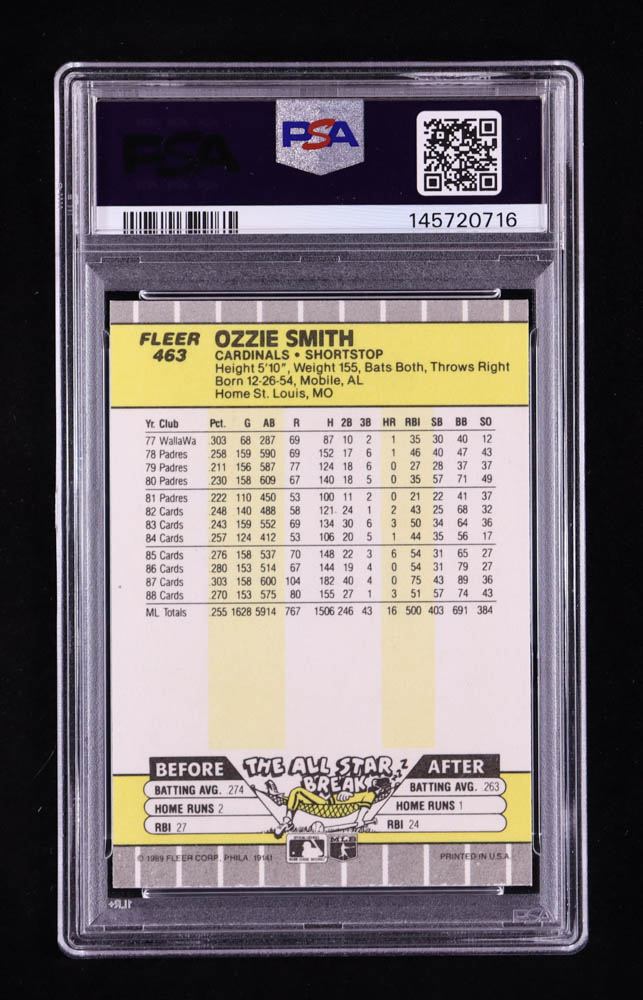 PSA
PSA
145720716
FLEER 463
OZZIE SMITH
CARDINALS • SHORTSTOP
Height 5'10", Weight 155, Bats Both, Throws Right
Born 12-26-54, Mobile, AL
Home St. Louis, MO
Yr. Club Pct. G AB R H 2B 3B HR RBI SB BB SO
77 WallaWa .303 68 287 69 87 10 2 1 35 30 40 12
78 Padres .258 159 590 69 152 17 6 1 46 40 47 43
79 Padres .211 156 587 77 124 18 6 0 27 28 37 37
80 Padres .230 158 609 67 140 18 5 0 35 57 71 49
81 Padres .222 110 450 53 100 11 2 0 21 22 41 37
82 Cards .248 140 488 58 121 24 1 2 43 25 68 32
83 Cards .243 159 552 69 134 30 6 3 50 34 64 36
84 Cards .257 124 412 53 106 20 5 1 44 35 56 17
85 Cards .276 158 537 70 148 22 3 6 54 31 65 27
86 Cards .280 153 514 67 144 19 4 0 54 31 79 27
87 Cards .303 158 600 104 182 40 4 0 75 43 89 36
88 Cards .270 153 575 80 155 27 1 3 51 57 74 43
ML Totals .255 1628 5914 767 1506 246 43 16 500 403 691 384
BEFORE THE ALL STAR BREAK AFTER
BATTING AVG. .274
HOME RUNS 2
RBI 27
BATTING AVG. .263
HOME RUNS 1
RBI 24
MLB
© 1989 FLEER CORP., PHILA. 19141
PRINTED IN U.S.A.
PSA